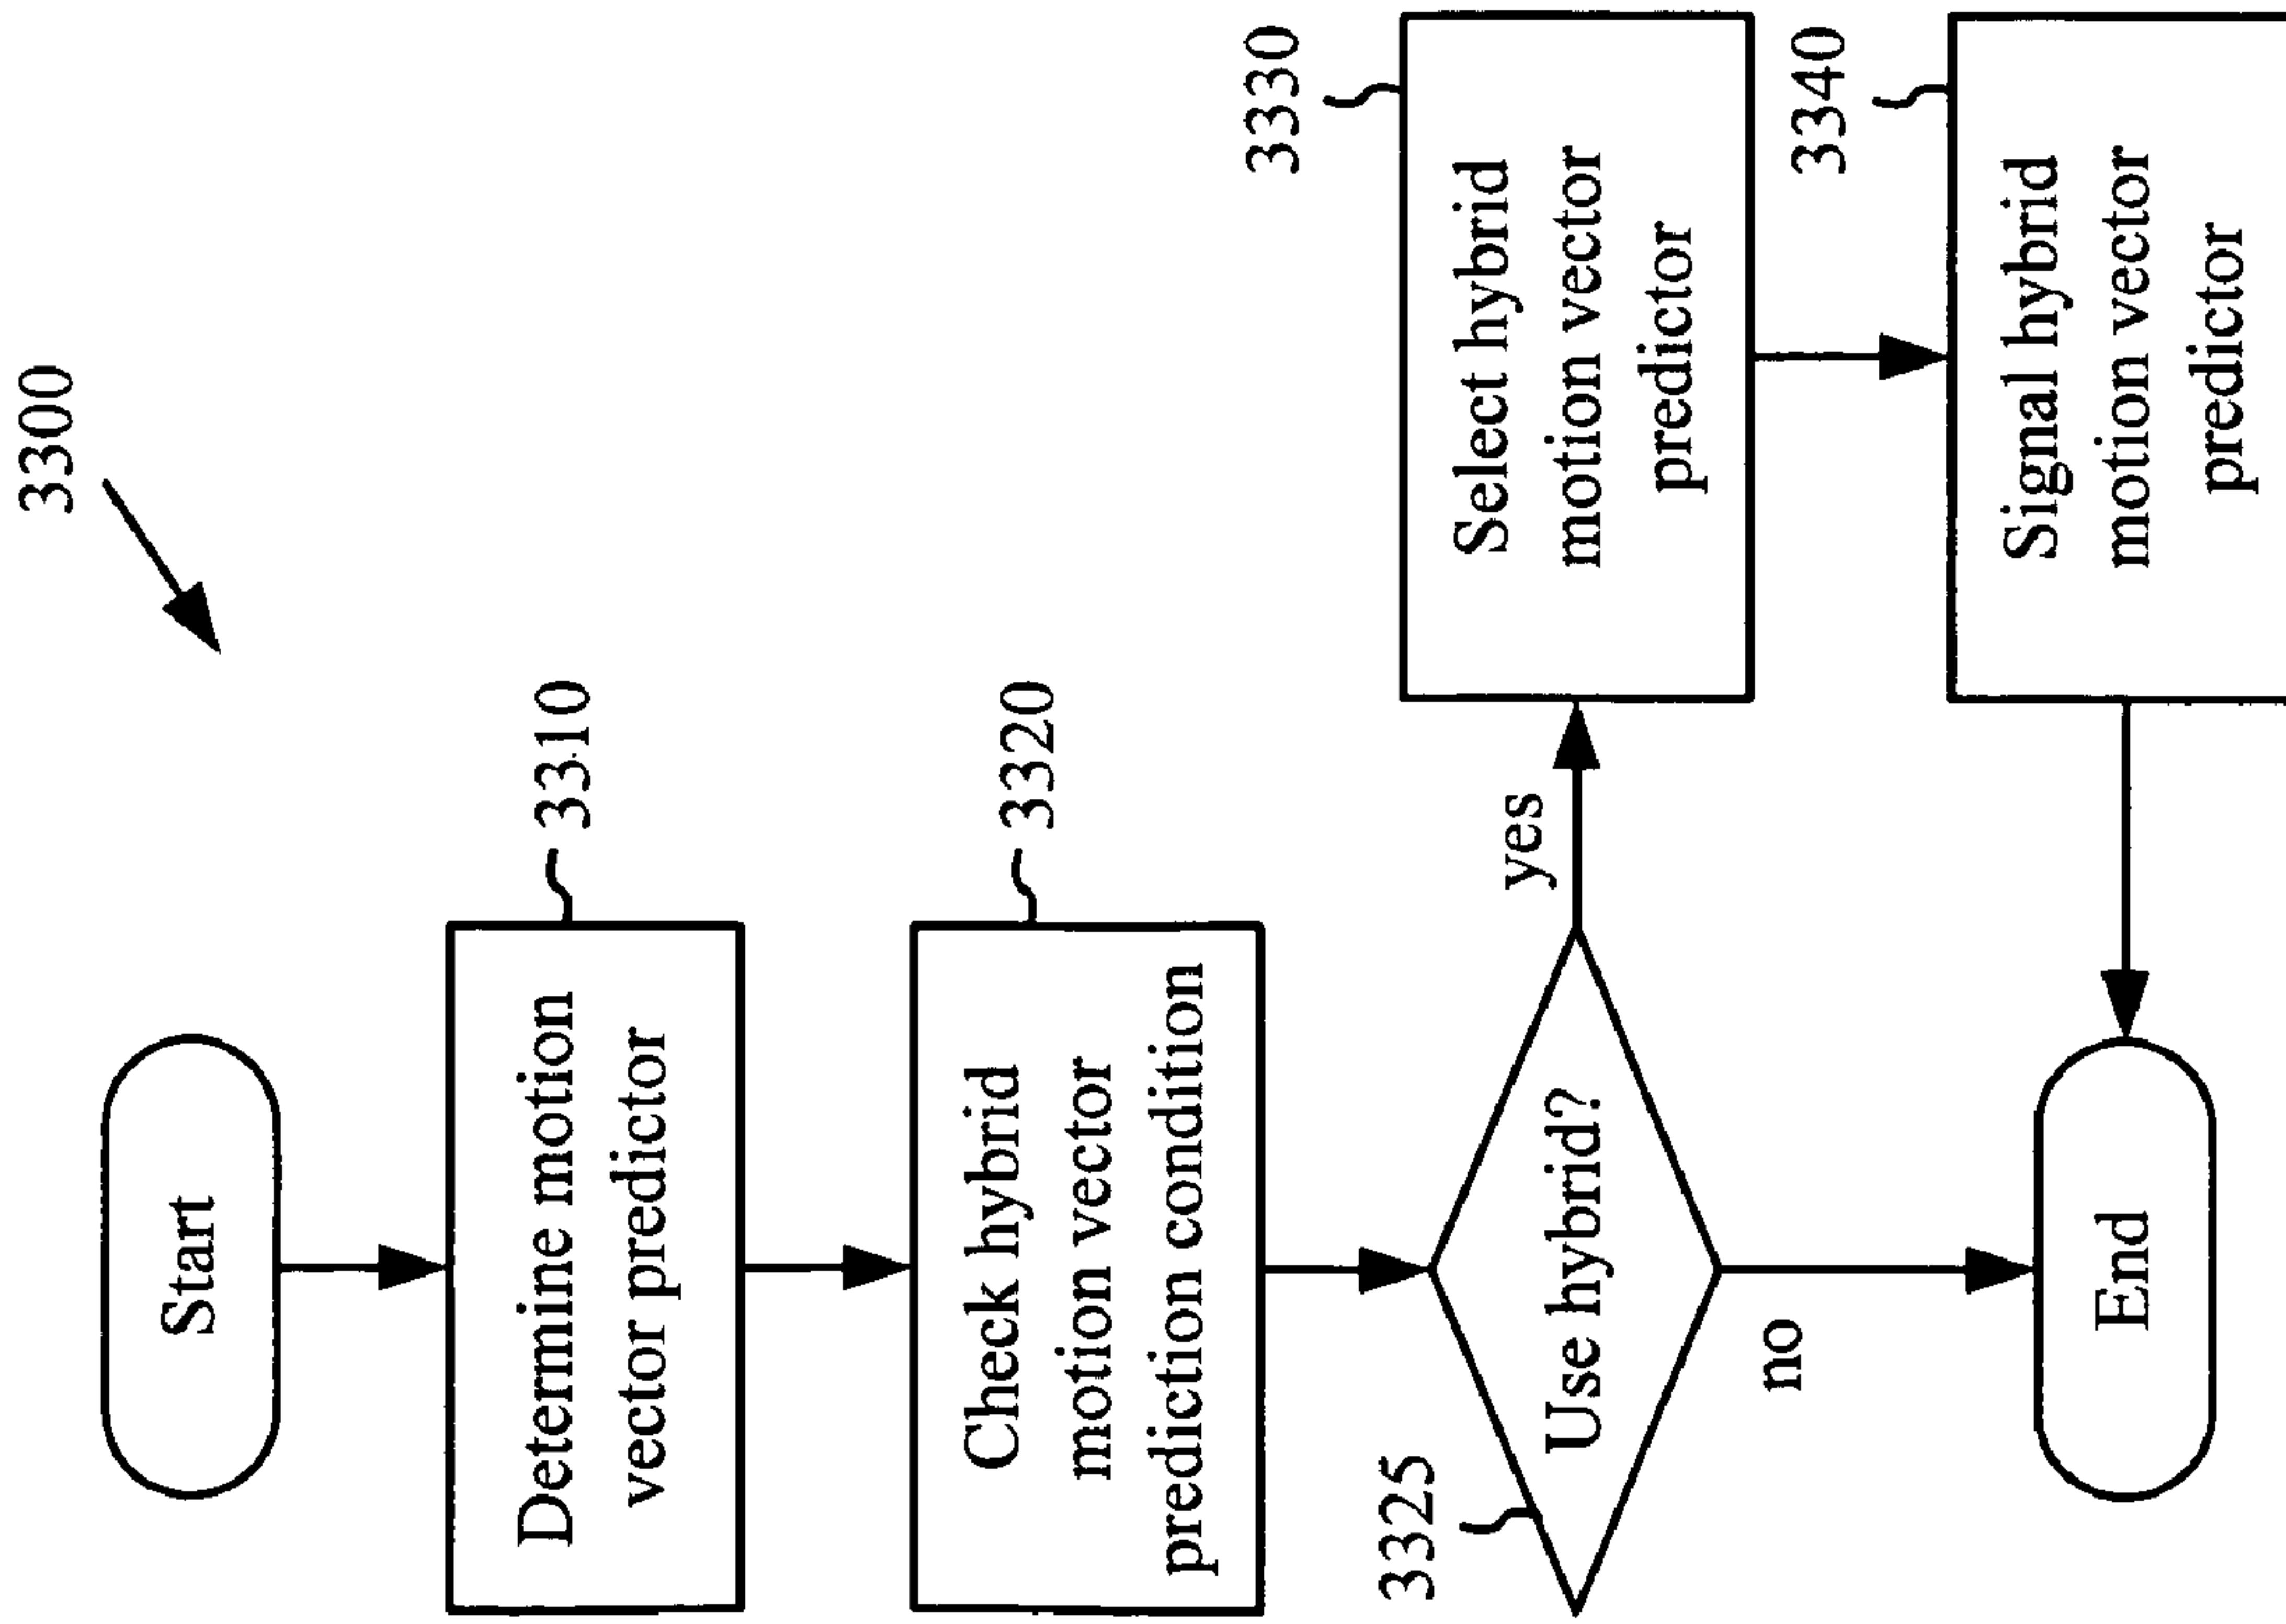 3300
Start
Determine motion
vector predictor
3310
Check hybrid
motion vector
prediction condition
3320
3325
Use hybrid?
yes
no
Select hybrid
motion vector
predictor
3330
Signal hybrid
motion vector
predictor
3340
End